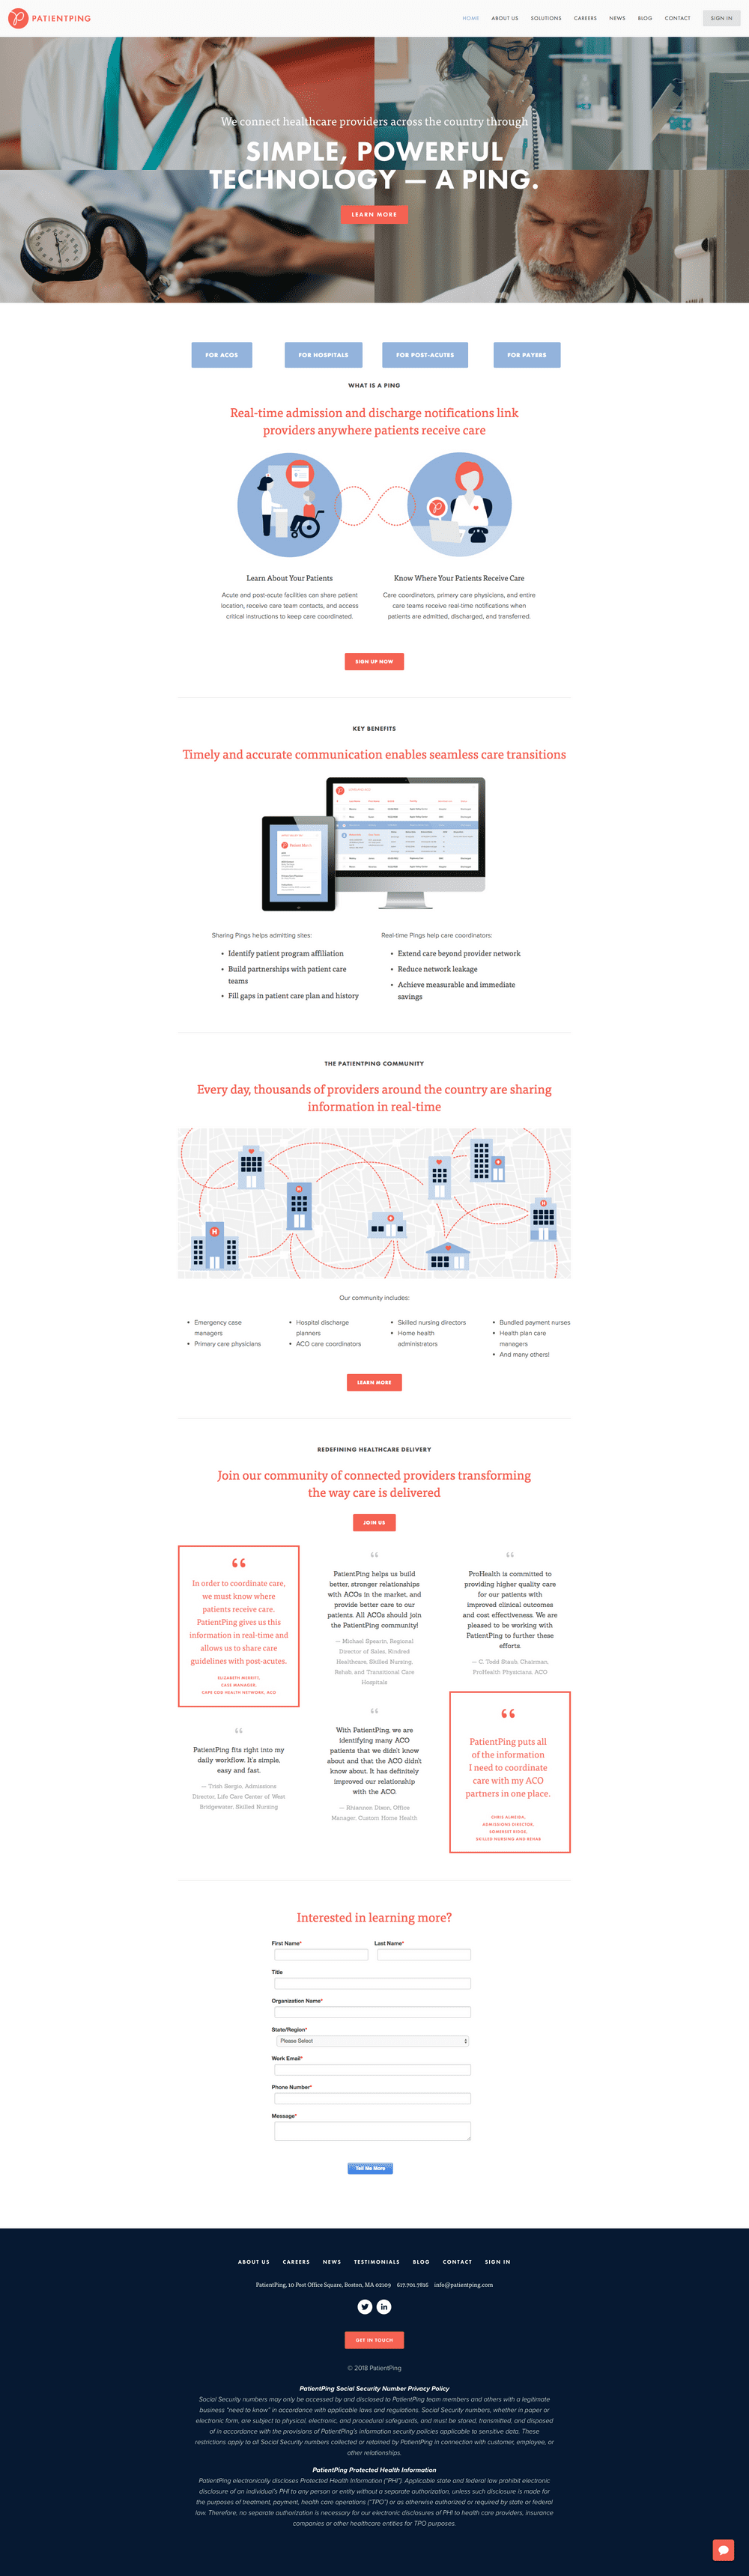 PATIENTPING
HOME ABOUT US SOLUTIONS CAREERS NEWS BLOG CONTACT SIGN IN
We connect healthcare providers across the country through
SIMPLE, POWERFUL
TECHNOLOGY — A PING.
LEARN MORE
FOR ACOS FOR HOSPITALS FOR POST-ACUTES FOR PAYERS
WHAT IS A PING
Real-time admission and discharge notifications link
providers anywhere patients receive care
Learn About Your Patients
Acute and post-acute facilities can share patient
location, receive care team contacts, and access
critical instructions to keep care coordinated.
Know Where Your Patients Receive Care
Care coordinators, primary care physicians, and entire
care teams receive real-time notifications when
patients are admitted, discharged, and transferred.
SIGN UP NOW
KEY BENEFITS
Timely and accurate communication enables seamless care transitions
Sharing Pings helps admitting sites:
• Identify patient program affiliation
• Build partnerships with patient care
teams
• Fill gaps in patient care plan and history
Real-time Pings help care coordinators:
• Extend care beyond provider network
• Reduce network leakage
• Achieve measurable and immediate
savings
THE PATIENTPING COMMUNITY
Every day, thousands of providers around the country are sharing
information in real-time
H
H
H
Our community includes:
• Emergency case
managers
• Primary care physicians
• Hospital discharge
planners
• ACO care coordinators
• Skilled nursing directors
• Home health
administrators
• Bundled payment nurses
• Health plan care
managers
• And many others!
LEARN MORE
REDEFINING HEALTHCARE DELIVERY
Join our community of connected providers transforming
the way care is delivered
JOIN US
“
In order to coordinate care,
we must know where
patients receive care.
PatientPing gives us this
information in real-time and
allows us to share care
guidelines with post-acutes.
ELIZABETH MERRITT,
CASE MANAGER,
CAPE COD HEALTH NETWORK, ACO
“
PatientPing fits right into my
daily workflow. It's simple,
easy and fast.
— Trish Sergio, Admissions
Director, Life Care Center of West
Bridgewater, Skilled Nursing
“
PatientPing helps us build
better, stronger relationships
with ACOs in the market, and
provide better care to our
patients. All ACOs should join
the PatientPing community!
— Michael Spearin, Regional
Director of Sales, Kindred
Healthcare, Skilled Nursing,
Rehab, and Transitional Care
Hospitals
“
With PatientPing, we are
identifying many ACO
patients that we didn't know
about and that the ACO didn't
know about. It has definitely
improved our relationship
with the ACO.
— Rhiannon Dixon, Office
Manager, Custom Home Health
“
ProHealth is committed to
providing higher quality care
for our patients with
improved clinical outcomes
and cost effectiveness. We are
pleased to be working with
PatientPing to further these
efforts.
— C. Todd Staub, Chairman,
ProHealth Physicians, ACO
“
PatientPing puts all
of the information
I need to coordinate
care with my ACO
partners in one place.
CHRIS ALMEIDA,
ADMISSIONS DIRECTOR,
SOMERSET RIDGE,
SKILLED NURSING AND REHAB
Interested in learning more?
First Name* Last Name*
Title
Organization Name*
State/Region*
Please Select
Work Email*
Phone Number*
Message*
Tell Me More
ABOUT US CAREERS NEWS TESTIMONIALS BLOG CONTACT SIGN IN
PatientPing, 10 Post Office Square, Boston, MA 02109 617.701.7816 info@patientping.com
GET IN TOUCH
© 2018 PatientPing
PatientPing Social Security Number Privacy Policy
Social Security numbers may only be accessed by and disclosed to PatientPing team members and others with a legitimate
business "need to know" in accordance with applicable laws and regulations. Social Security numbers, whether in paper or
electronic form, are subject to physical, electronic, and procedural safeguards, and must be stored, transmitted, and disposed
of in accordance with the provisions of PatientPing's information security policies applicable to sensitive data. These
restrictions apply to all Social Security numbers collected or retained by PatientPing in connection with customer, employee, or
other relationships.
PatientPing Protected Health Information
PatientPing electronically discloses Protected Health Information ("PHI"). Applicable state and federal law prohibit electronic
disclosure of an individual's PHI to any person or entity without a separate authorization, unless such disclosure is made for
the purposes of treatment, payment, health care operations ("TPO") or as otherwise authorized or required by state or federal
law. Therefore, no separate authorization is necessary for our electronic disclosures of PHI to health care providers, insurance
companies or other healthcare entities for TPO purposes.